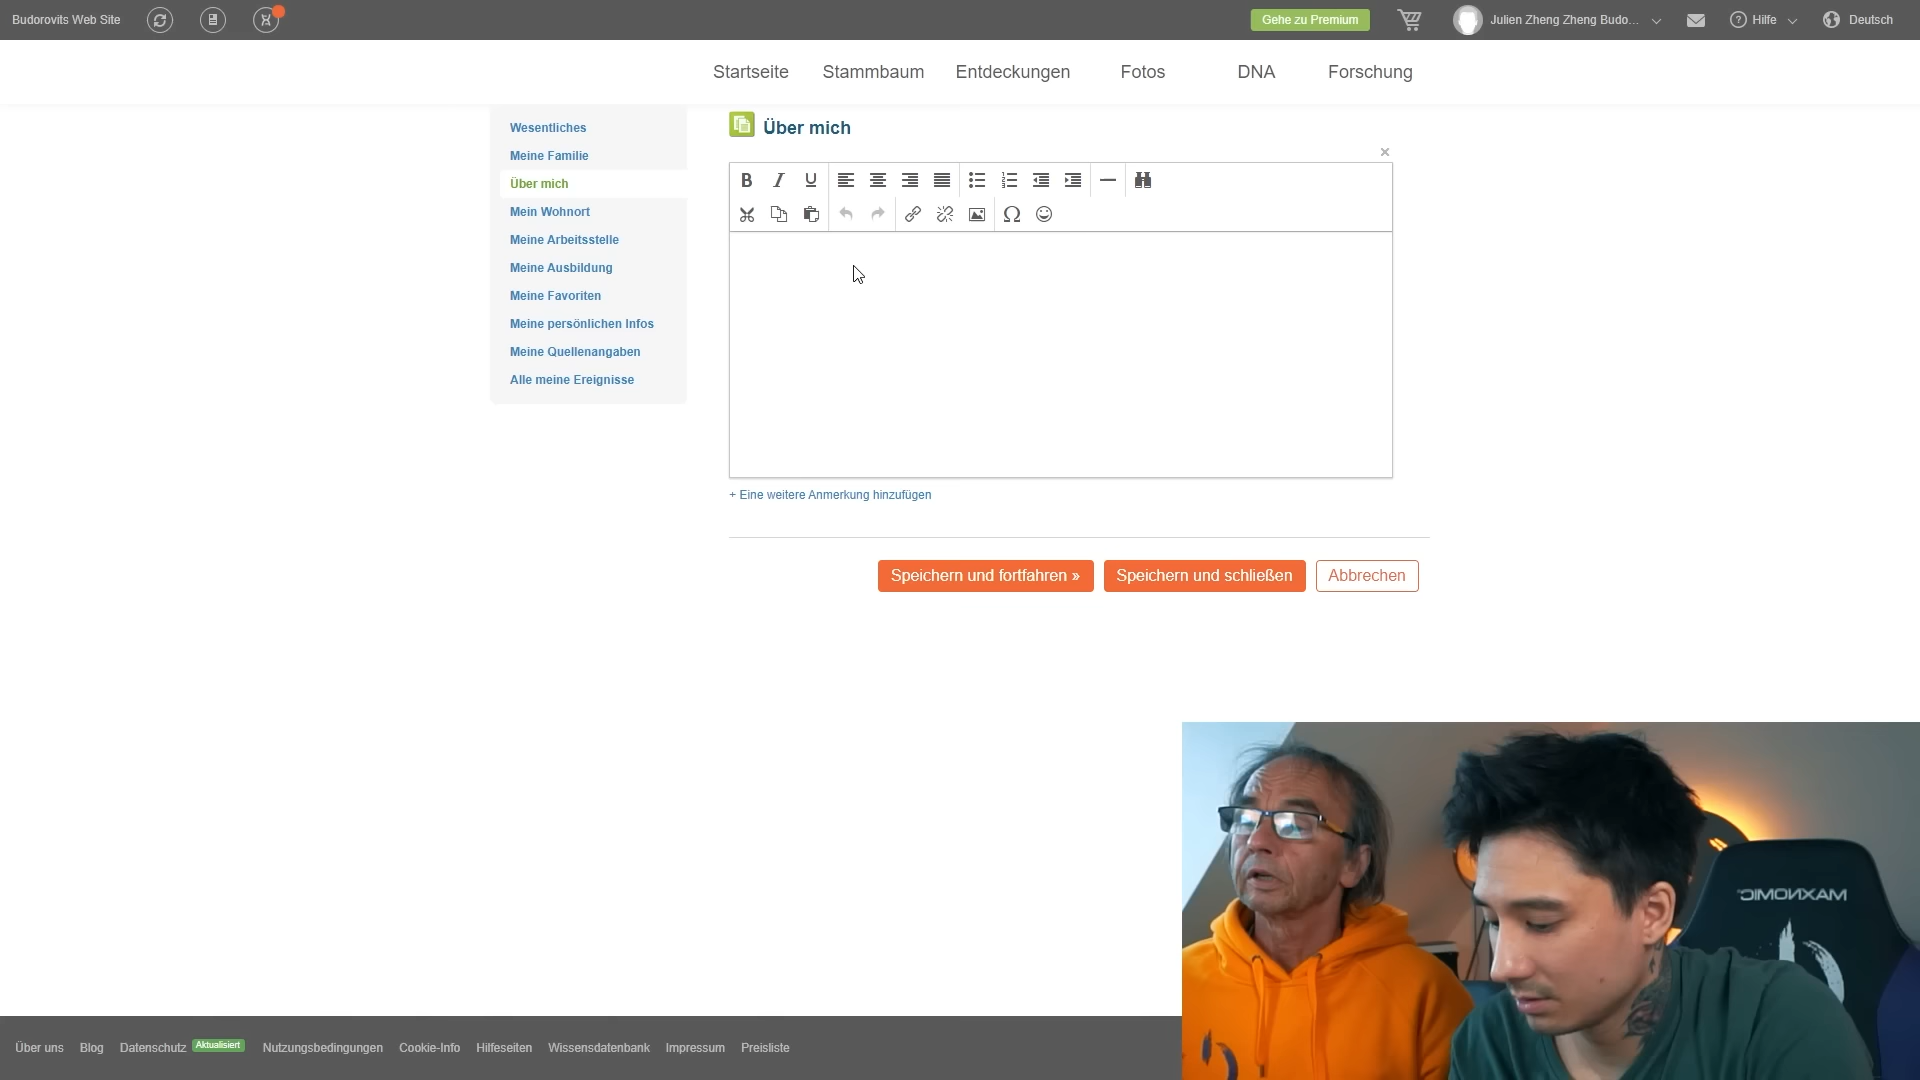 Budorovits Web Site
Gehe zu Premium
Julien Zheng Zheng Budo...
Hilfe
Deutsch
Startseite
Stammbaum
Entdeckungen
Fotos
DNA
Forschung
Wesentliches
Meine Familie
Über mich
Mein Wohnort
Meine Arbeitsstelle
Meine Ausbildung
Meine Favoriten
Meine persönlichen Infos
Meine Quellenangaben
Alle meine Ereignisse
Über mich
+ Eine weitere Anmerkung hinzufügen
Speichern und fortfahren »
Speichern und schließen
Abbrechen
MAXNOMIC
Über uns
Blog
Datenschutz
Aktualisiert
Nutzungsbedingungen
Cookie-Info
Hilfeseiten
Wissensdatenbank
Impressum
Preisliste